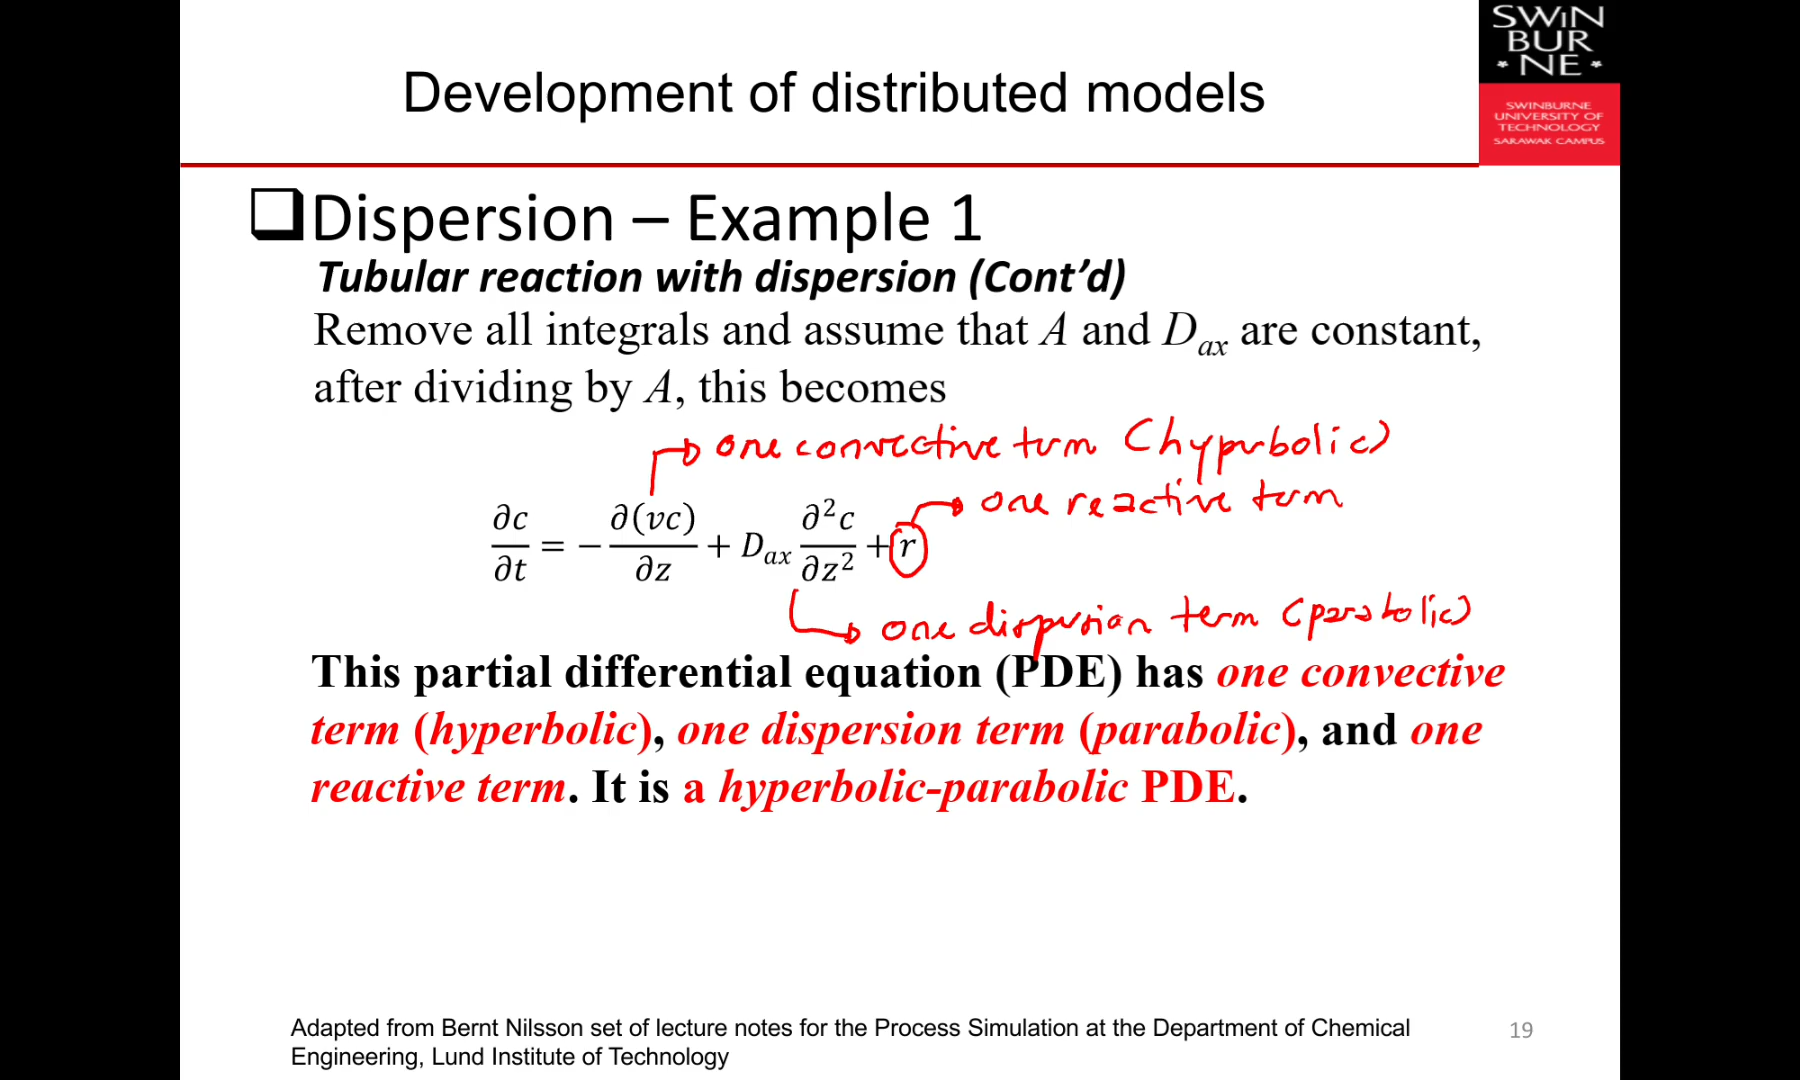 SWIN
BUR
* NE *
SWINBURNE
UNIVERSITY OF
TECHNOLOGY
SARAWAK CAMPUS
Development of distributed models
❑Dispersion – Example 1
Tubular reaction with dispersion (Cont’d)
Remove all integrals and assume that A and D_ax are constant,
after dividing by A, this becomes
one convective term (hyperbolic)
one reactive term
∂c/∂t = − ∂(vc)/∂z + D_ax ∂²c/∂z² + r
one dispersion term (parabolic)
This partial differential equation (PDE) has one convective
term (hyperbolic), one dispersion term (parabolic), and one
reactive term. It is a hyperbolic-parabolic PDE.
Adapted from Bernt Nilsson set of lecture notes for the Process Simulation at the Department of Chemical
Engineering, Lund Institute of Technology
19